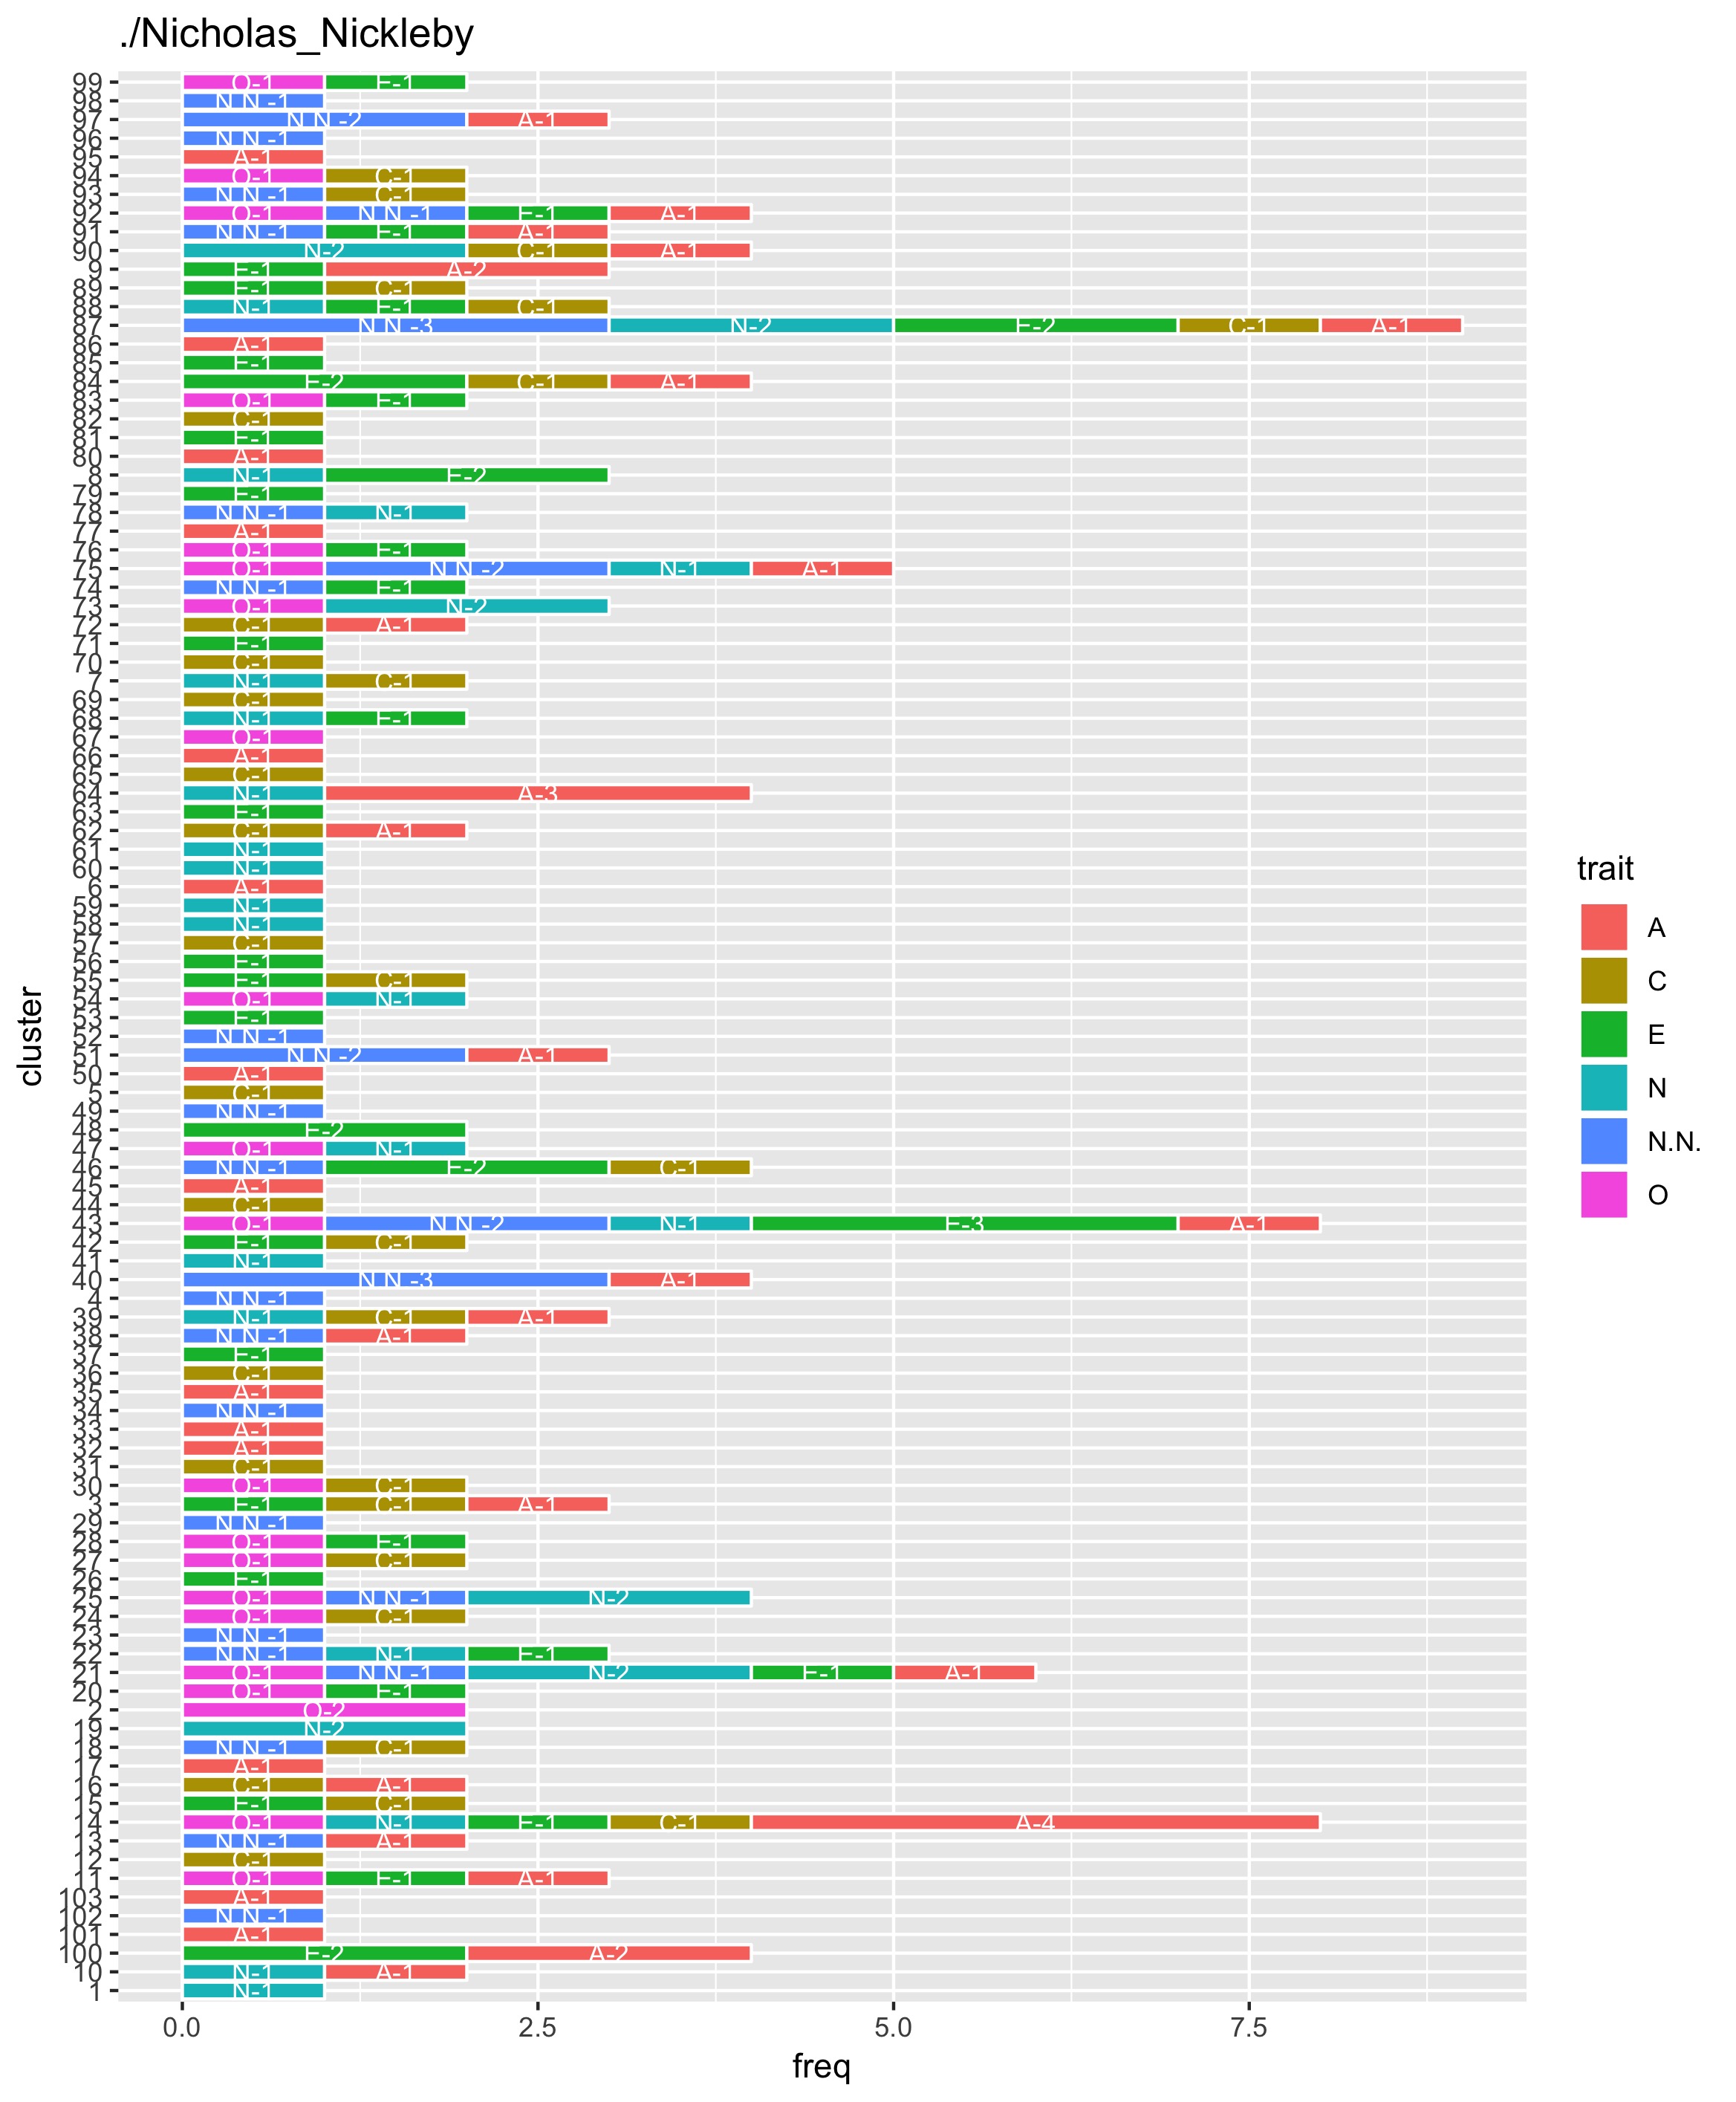 ./Nicholas_Nickleby
99 O-1 E-1
98 N.N.-1
97 N.N.-2 A-1
96 N.N.-1
95 A-1
94 O-1 C-1
93 N.N.-1 C-1
92 O-1 N.N.-1 E-1 A-1
91 N.N.-1 E-1 A-1
90 N-2 C-1 A-1
9 E-1 A-2
89 E-1 C-1
88 N-1 E-1 C-1
87 N.N.-3 N-2 E-2 C-1 A-1
86 A-1
85 E-1
84 E-2 C-1 A-1
83 O-1 E-1
82 C-1
81 E-1
80 A-1
8 N-1 E-2
79 E-1
78 N.N.-1 N-1
77 A-1
76 O-1 E-1
75 O-1 N.N.-2 N-1 A-1
74 N.N.-1 E-1
73 O-1 N-2
72 C-1 A-1
71 E-1
70 C-1
7 N-1 C-1
69 C-1
68 N-1 E-1
67 O-1
66 A-1
65 C-1
64 N-1 A-3
63 E-1
62 C-1 A-1
61 N-1
60 N-1
6 A-1
59 N-1
58 N-1
57 C-1
56 E-1
55 E-1 C-1
54 O-1 N-1
53 E-1
52 N.N.-1
51 N.N.-2 A-1
50 A-1
5 C-1
49 N.N.-1
48 E-2
47 O-1 N-1
46 N.N.-1 E-2 C-1
45 A-1
44 C-1
43 O-1 N.N.-2 N-1 E-3 A-1
42 E-1 C-1
41 N-1
40 N.N.-3 A-1
4 N.N.-1
39 N-1 C-1 A-1
38 N.N.-1 A-1
37 E-1
36 C-1
35 A-1
34 N.N.-1
33 A-1
32 A-1
31 C-1
30 O-1 C-1
3 E-1 C-1 A-1
29 N.N.-1
28 O-1 E-1
27 O-1 C-1
26 E-1
25 O-1 N.N.-1 N-2
24 O-1 C-1
23 N.N.-1
22 N.N.-1 N-1 E-1
21 O-1 N.N.-1 N-2 E-1 A-1
20 O-1 E-1
2 O-2
19 N-2
18 N.N.-1 C-1
17 A-1
16 C-1 A-1
15 E-1 C-1
14 O-1 N-1 E-1 C-1 A-4
13 N.N.-1 A-1
12 C-1
11 O-1 E-1 A-1
103 A-1
102 N.N.-1
101 A-1
100 E-2 A-2
10 N-1 A-1
1 N-1
0.0 2.5 5.0 7.5
freq
cluster
trait
A
C
E
N
N.N.
O